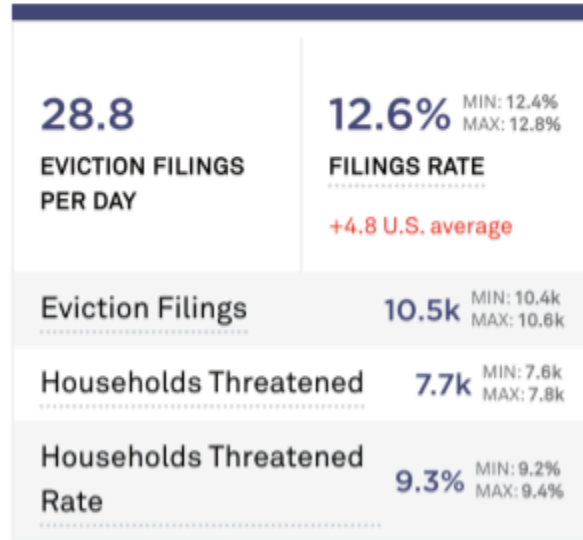 28.8
EVICTION FILINGS
PER DAY
12.6% MIN: 12.4%
MAX: 12.8%
FILINGS RATE
+4.8 U.S. average
Eviction Filings 10.5k MIN: 10.4k
MAX: 10.6k
Households Threatened 7.7k MIN: 7.6k
MAX: 7.8k
Households Threatened
Rate 9.3% MIN: 9.2%
MAX: 9.4%